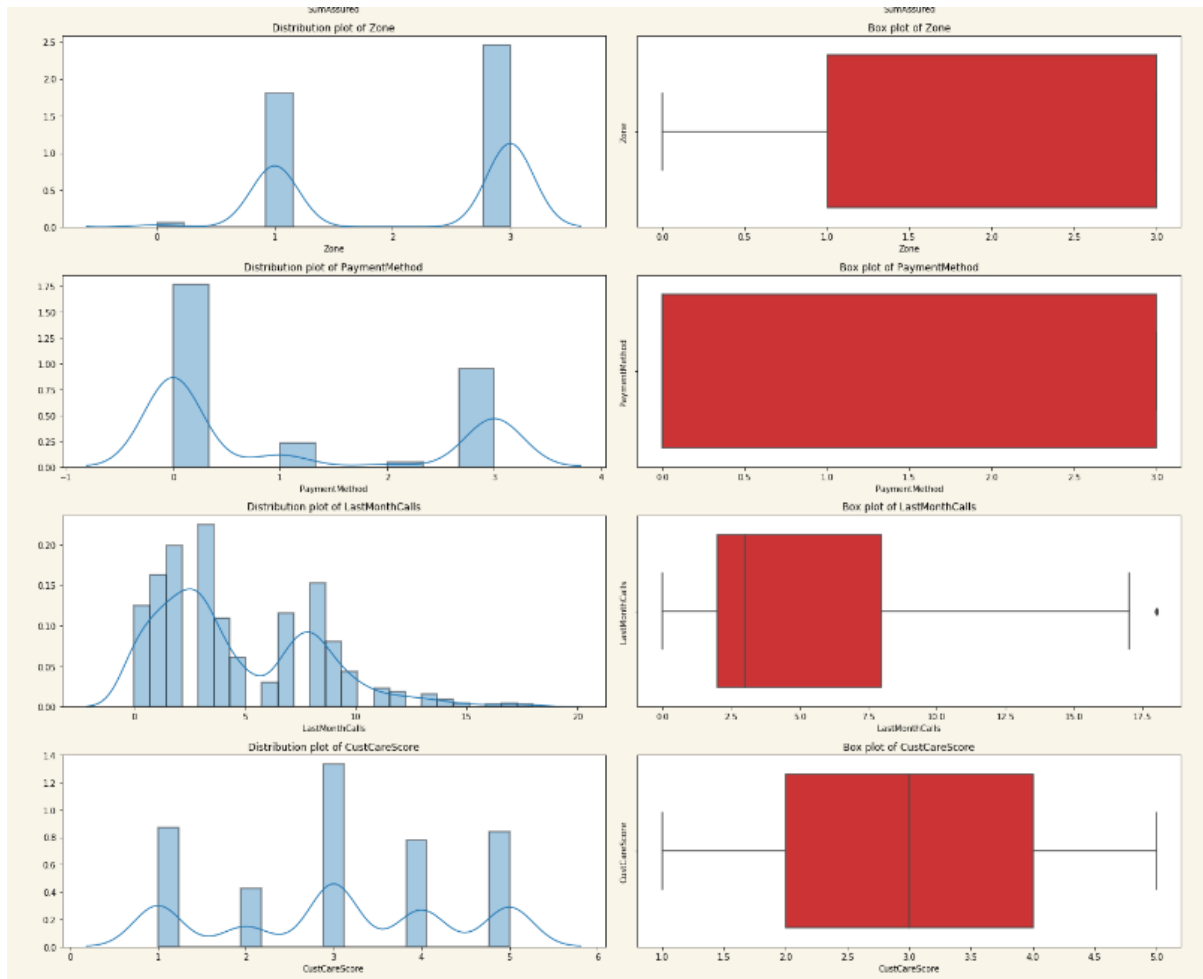 SumAssured SumAssured
Distribution plot of Zone
2.5
2.0
1.5
1.0
0.5
0.0
0 1 2 3
Zone
Box plot of Zone
Zone
0.0 0.5 1.0 1.5 2.0 2.5 3.0
Zone
Distribution plot of PaymentMethod
1.75
1.50
1.25
1.00
0.75
0.50
0.25
0.00
−1 0 1 2 3 4
PaymentMethod
Box plot of PaymentMethod
PaymentMethod
0.0 0.5 1.0 1.5 2.0 2.5 3.0
PaymentMethod
Distribution plot of LastMonthCalls
0.20
0.15
0.10
0.05
0.00
0 5 10 15 20
LastMonthCalls
Box plot of LastMonthCalls
LastMonthCalls
0.0 2.5 5.0 7.5 10.0 12.5 15.0 17.5
LastMonthCalls
Distribution plot of CustCareScore
1.4
1.2
1.0
0.8
0.6
0.4
0.2
0.0
0 1 2 3 4 5 6
CustCareScore
Box plot of CustCareScore
CustCareScore
1.0 1.5 2.0 2.5 3.0 3.5 4.0 4.5 5.0
CustCareScore